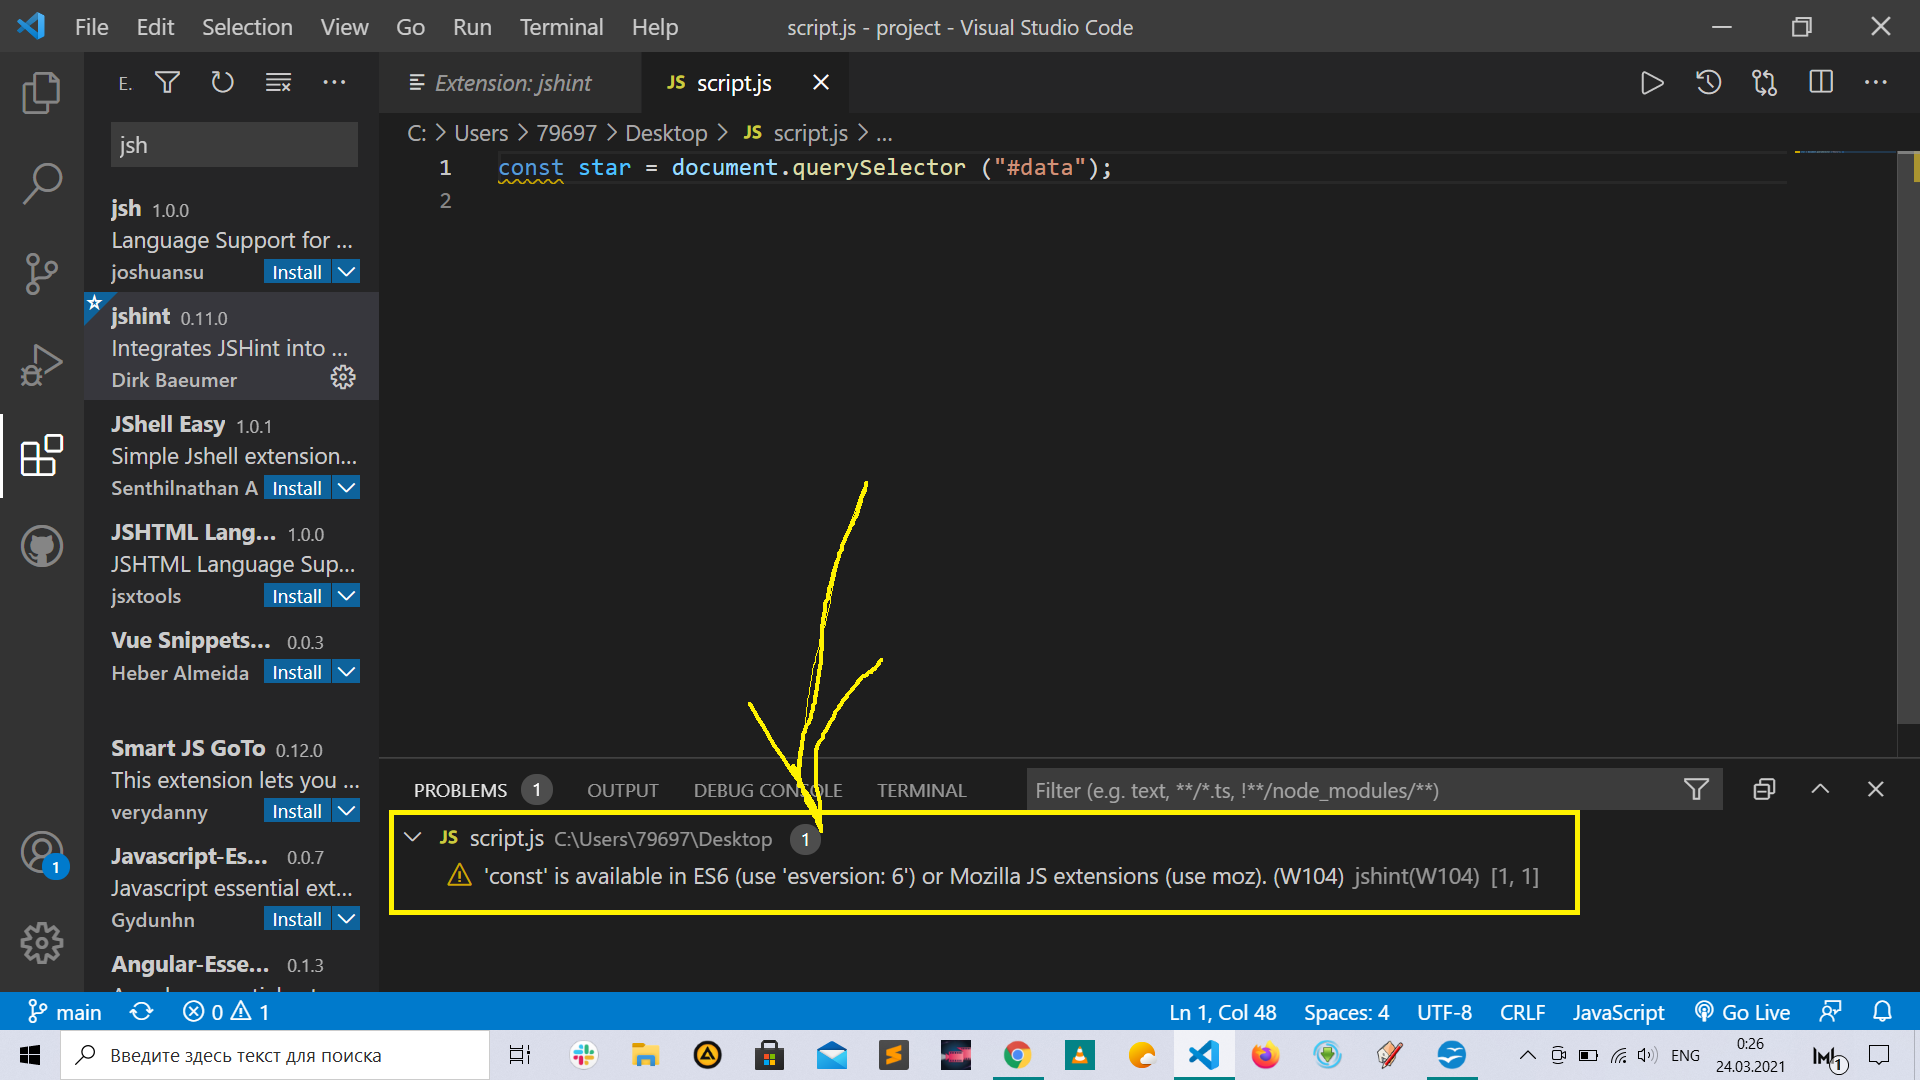 File Edit Selection View Go Run Terminal Help script.js - project - Visual Studio Code
E.
Extension: jshint JS script.js
C: > Users > 79697 > Desktop > JS script.js > ...
jsh
1 const star = document.querySelector ("#data");
2
jsh 1.0.0
Language Support for ...
joshuansu Install
jshint 0.11.0
Integrates JSHint into ...
Dirk Baeumer
JShell Easy 1.0.1
Simple Jshell extension...
Senthilnathan A Install
JSHTML Lang... 1.0.0
JSHTML Language Sup...
jsxtools Install
Vue Snippets... 0.0.3
Heber Almeida Install
Smart JS GoTo 0.12.0
This extension lets you ...
verydanny Install
Javascript-Es... 0.0.7
Javascript essential ext...
Gydunhn Install
Angular-Esse... 0.1.3
PROBLEMS 1 OUTPUT DEBUG CONSOLE TERMINAL Filter (e.g. text, **/*.ts, !**/node_modules/**)
JS script.js C:\Users\79697\Desktop 1
'const' is available in ES6 (use 'esversion: 6') or Mozilla JS extensions (use moz). (W104) jshint(W104) [1, 1]
1
main 0 1 Ln 1, Col 48 Spaces: 4 UTF-8 CRLF JavaScript Go Live
Введите здесь текст для поиска ENG 0:26
24.03.2021
1